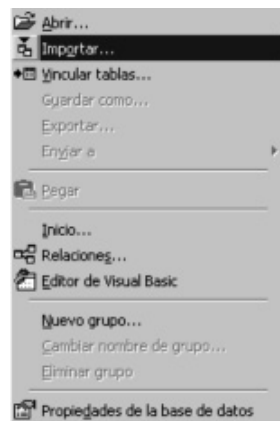 Abrir...
Importar...
Vincular tablas...
Guardar como...
Exportar...
Enviar a
Pegar
Inicio...
Relaciones...
Editor de Visual Basic
Nuevo grupo...
Cambiar nombre de grupo...
Eliminar grupo
Propiedades de la base de datos